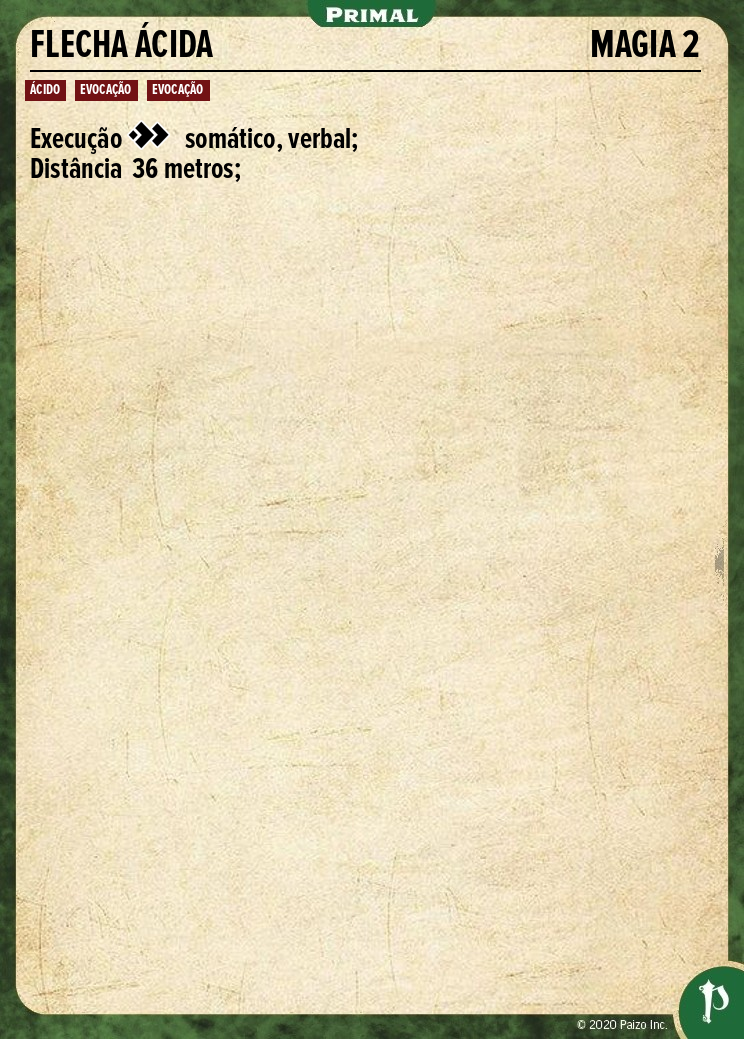 PRIMAL
FLECHA ÁCIDA MAGIA 2
ÁCIDO EVOCAÇÃO EVOCAÇÃO
Execução somático, verbal;
Distância 36 metros;
© 2020 Paizo Inc.
P